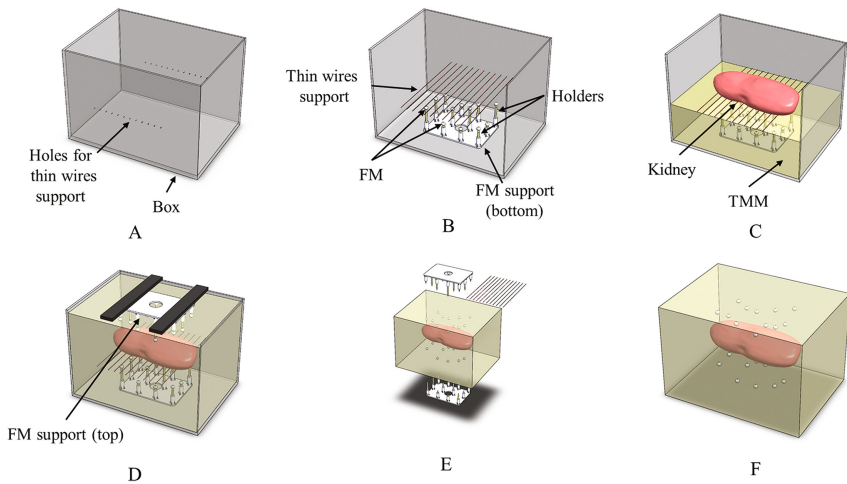 Holes for
thin wires
support
Box
A
Thin wires
support
Holders
FM
FM support
(bottom)
B
Kidney
TMM
C
FM support (top)
D
E
F